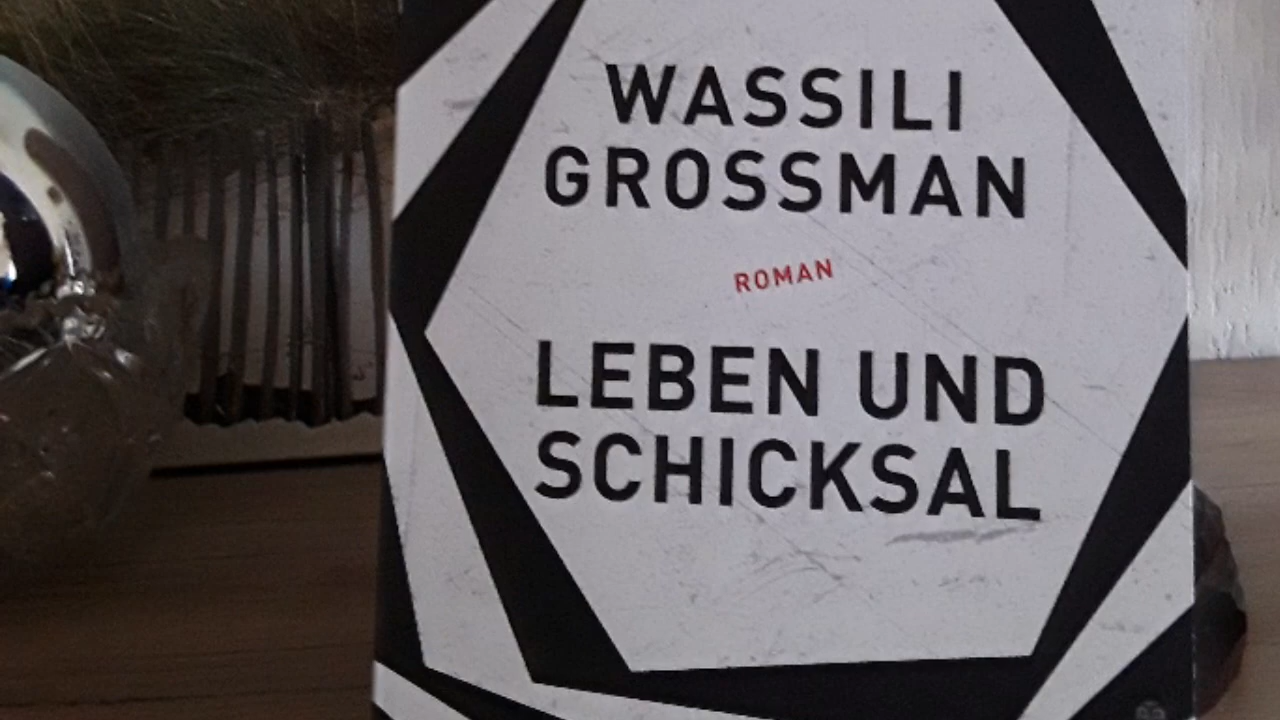 WASSILI
GROSSMAN
ROMAN
LEBEN UND
SCHICKSAL